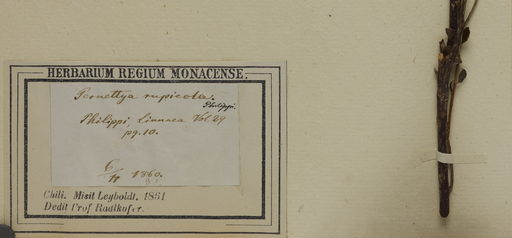 HERBARIUM REGIUM MONACENSE.
Pernettya rupicola.
Philippi.
Philippi, Linnaea Vol. 29
pg. 10.
1860.
Chili. Misit Leyboldt. 1861
Dedit Prof Radlkofer.